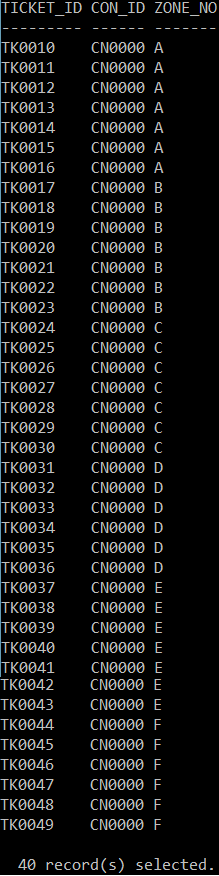 TICKET_ID CON_ID ZONE_NO
--------- ------ -------
TK0010    CN0000 A
TK0011    CN0000 A
TK0012    CN0000 A
TK0013    CN0000 A
TK0014    CN0000 A
TK0015    CN0000 A
TK0016    CN0000 A
TK0017    CN0000 B
TK0018    CN0000 B
TK0019    CN0000 B
TK0020    CN0000 B
TK0021    CN0000 B
TK0022    CN0000 B
TK0023    CN0000 B
TK0024    CN0000 C
TK0025    CN0000 C
TK0026    CN0000 C
TK0027    CN0000 C
TK0028    CN0000 C
TK0029    CN0000 C
TK0030    CN0000 C
TK0031    CN0000 D
TK0032    CN0000 D
TK0033    CN0000 D
TK0034    CN0000 D
TK0035    CN0000 D
TK0036    CN0000 D
TK0037    CN0000 E
TK0038    CN0000 E
TK0039    CN0000 E
TK0040    CN0000 E
TK0041    CN0000 E
TK0042    CN0000 E
TK0043    CN0000 E
TK0044    CN0000 F
TK0045    CN0000 F
TK0046    CN0000 F
TK0047    CN0000 F
TK0048    CN0000 F
TK0049    CN0000 F
40 record(s) selected.